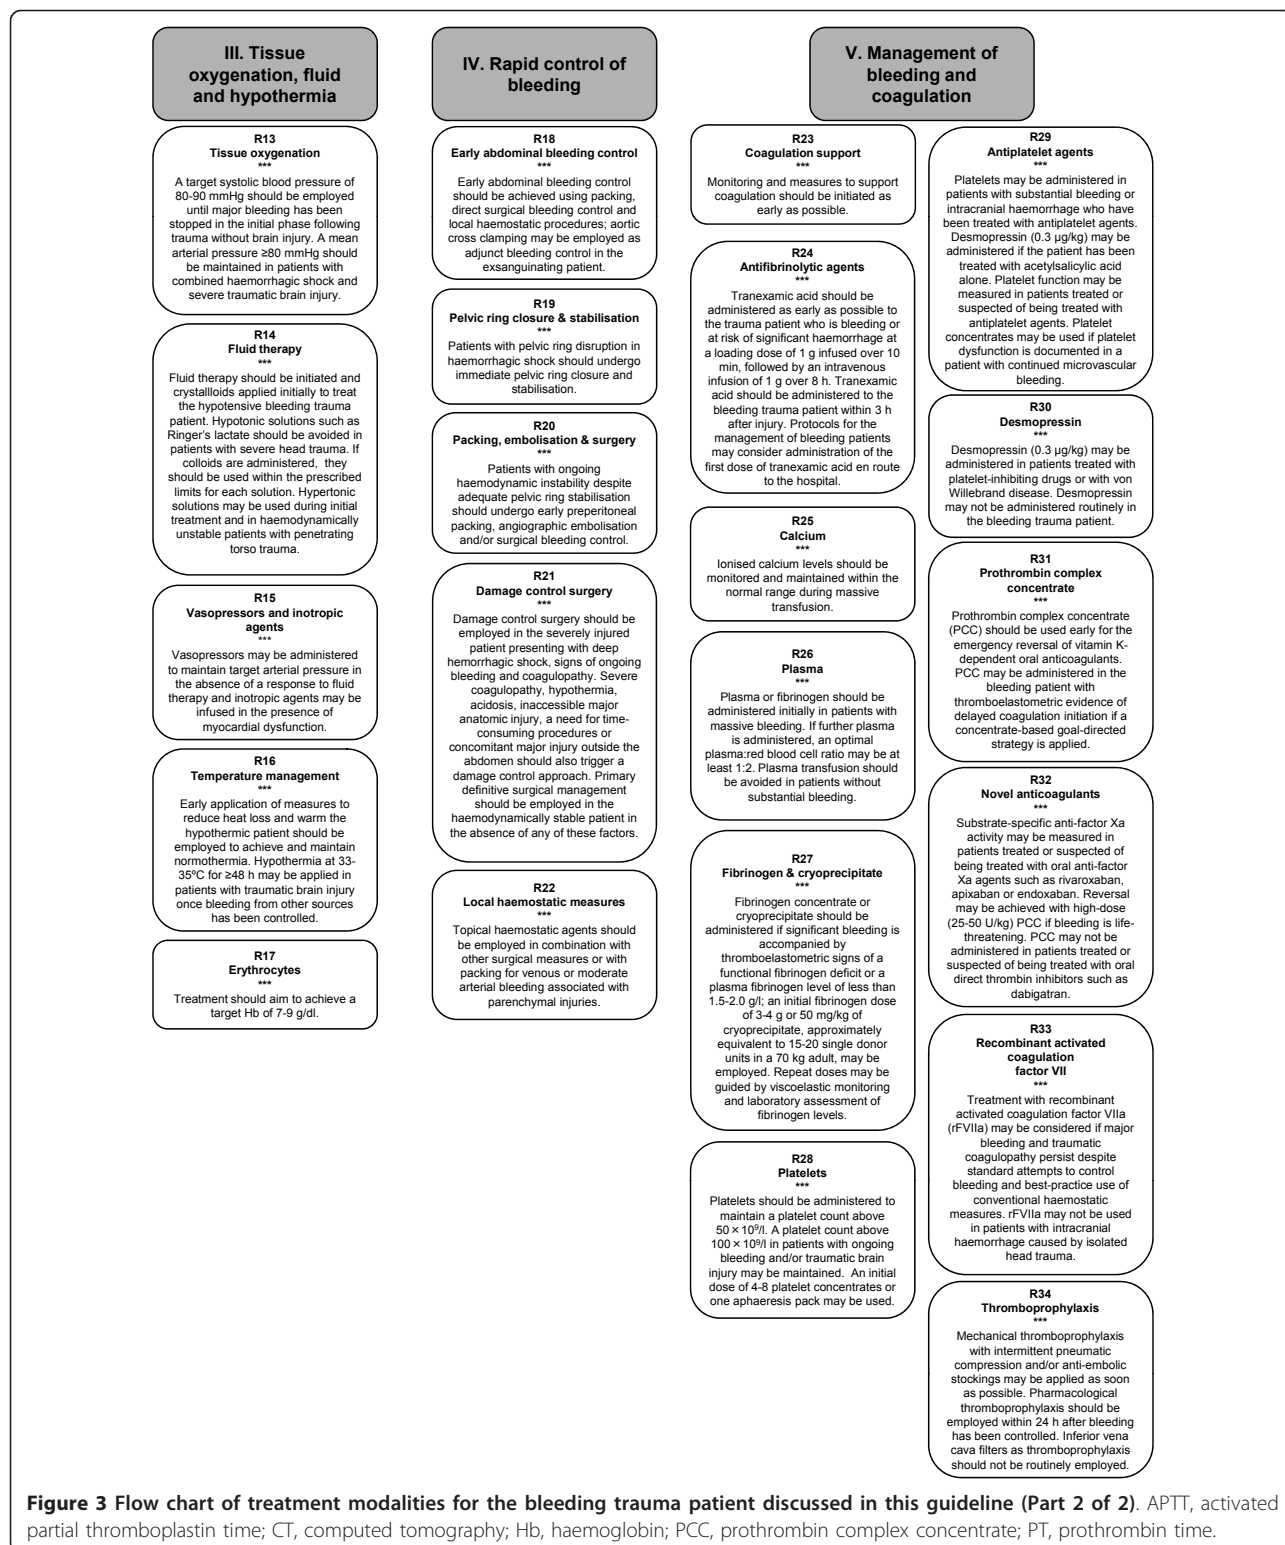 III. Tissue
oxygenation, fluid
and hypothermia
R13
Tissue oxygenation
***
A target systolic blood pressure of
80-90 mmHg should be employed
until major bleeding has been
stopped in the initial phase following
trauma without brain injury. A mean
arterial pressure ≥80 mmHg should
be maintained in patients with
combined haemorrhagic shock and
severe traumatic brain injury.
R14
Fluid therapy
***
Fluid therapy should be initiated and
crystallloids applied initially to treat
the hypotensive bleeding trauma
patient. Hypotonic solutions such as
Ringer's lactate should be avoided in
patients with severe head trauma. If
colloids are administered, they
should be used within the prescribed
limits for each solution. Hypertonic
solutions may be used during initial
treatment and in haemodynamically
unstable patients with penetrating
torso trauma.
R15
Vasopressors and inotropic
agents
***
Vasopressors may be administered
to maintain target arterial pressure in
the absence of a response to fluid
therapy and inotropic agents may be
infused in the presence of
myocardial dysfunction.
R16
Temperature management
***
Early application of measures to
reduce heat loss and warm the
hypothermic patient should be
employed to achieve and maintain
normothermia. Hypothermia at 33-
35ºC for ≥48 h may be applied in
patients with traumatic brain injury
once bleeding from other sources
has been controlled.
R17
Erythrocytes
***
Treatment should aim to achieve a
target Hb of 7-9 g/dl.
IV. Rapid control of
bleeding
R18
Early abdominal bleeding control
***
Early abdominal bleeding control
should be achieved using packing,
direct surgical bleeding control and
local haemostatic procedures; aortic
cross clamping may be employed as
adjunct bleeding control in the
exsanguinating patient.
R19
Pelvic ring closure & stabilisation
***
Patients with pelvic ring disruption in
haemorrhagic shock should undergo
immediate pelvic ring closure and
stabilisation.
R20
Packing, embolisation & surgery
***
Patients with ongoing
haemodynamic instability despite
adequate pelvic ring stabilisation
should undergo early preperitoneal
packing, angiographic embolisation
and/or surgical bleeding control.
R21
Damage control surgery
***
Damage control surgery should be
employed in the severely injured
patient presenting with deep
hemorrhagic shock, signs of ongoing
bleeding and coagulopathy. Severe
coagulopathy, hypothermia,
acidosis, inaccessible major
anatomic injury, a need for time-
consuming procedures or
concomitant major injury outside the
abdomen should also trigger a
damage control approach. Primary
definitive surgical management
should be employed in the
haemodynamically stable patient in
the absence of any of these factors.
R22
Local haemostatic measures
***
Topical haemostatic agents should
be employed in combination with
other surgical measures or with
packing for venous or moderate
arterial bleeding associated with
parenchymal injuries.
V. Management of
bleeding and
coagulation
R23
Coagulation support
***
Monitoring and measures to support
coagulation should be initiated as
early as possible.
R24
Antifibrinolytic agents
***
Tranexamic acid should be
administered as early as possible to
the trauma patient who is bleeding or
at risk of significant haemorrhage at
a loading dose of 1 g infused over 10
min, followed by an intravenous
infusion of 1 g over 8 h. Tranexamic
acid should be administered to the
bleeding trauma patient within 3 h
after injury. Protocols for the
management of bleeding patients
may consider administration of the
first dose of tranexamic acid en route
to the hospital.
R25
Calcium
***
Ionised calcium levels should be
monitored and maintained within the
normal range during massive
transfusion.
R26
Plasma
***
Plasma or fibrinogen should be
administered initially in patients with
massive bleeding. If further plasma
is administered, an optimal
plasma:red blood cell ratio may be at
least 1:2. Plasma transfusion should
be avoided in patients without
substantial bleeding.
R27
Fibrinogen & cryoprecipitate
***
Fibrinogen concentrate or
cryoprecipitate should be
administered if significant bleeding is
accompanied by
thromboelastometric signs of a
functional fibrinogen deficit or a
plasma fibrinogen level of less than
1.5-2.0 g/l; an initial fibrinogen dose
of 3-4 g or 50 mg/kg of
cryoprecipitate, approximately
equivalent to 15-20 single donor
units in a 70 kg adult, may be
employed. Repeat doses may be
guided by viscoelastic monitoring
and laboratory assessment of
fibrinogen levels.
R28
Platelets
***
Platelets should be administered to
maintain a platelet count above
50 × 10⁹/l. A platelet count above
100 × 10⁹/l in patients with ongoing
bleeding and/or traumatic brain
injury may be maintained. An initial
dose of 4-8 platelet concentrates or
one aphaeresis pack may be used.
R29
Antiplatelet agents
***
Platelets may be administered in
patients with substantial bleeding or
intracranial haemorrhage who have
been treated with antiplatelet agents.
Desmopressin (0.3 µg/kg) may be
administered if the patient has been
treated with acetylsalicylic acid
alone. Platelet function may be
measured in patients treated or
suspected of being treated with
antiplatelet agents. Platelet
concentrates may be used if platelet
dysfunction is documented in a
patient with continued microvascular
bleeding.
R30
Desmopressin
***
Desmopressin (0.3 µg/kg) may be
administered in patients treated with
platelet-inhibiting drugs or with von
Willebrand disease. Desmopressin
may not be administered routinely in
the bleeding trauma patient.
R31
Prothrombin complex
concentrate
***
Prothrombin complex concentrate
(PCC) should be used early for the
emergency reversal of vitamin K-
dependent oral anticoagulants.
PCC may be administered in the
bleeding patient with
thromboelastometric evidence of
delayed coagulation initiation if a
concentrate-based goal-directed
strategy is applied.
R32
Novel anticoagulants
***
Substrate-specific anti-factor Xa
activity may be measured in
patients treated or suspected of
being treated with oral anti-factor
Xa agents such as rivaroxaban,
apixaban or endoxaban. Reversal
may be achieved with high-dose
(25-50 U/kg) PCC if bleeding is life-
threatening. PCC may not be
administered in patients treated or
suspected of being treated with oral
direct thrombin inhibitors such as
dabigatran.
R33
Recombinant activated
coagulation
factor VII
***
Treatment with recombinant
activated coagulation factor VIIa
(rFVIIa) may be considered if major
bleeding and traumatic
coagulopathy persist despite
standard attempts to control
bleeding and best-practice use of
conventional haemostatic
measures. rFVIIa may not be used
in patients with intracranial
haemorrhage caused by isolated
head trauma.
R34
Thromboprophylaxis
***
Mechanical thromboprophylaxis
with intermittent pneumatic
compression and/or anti-embolic
stockings may be applied as soon
as possible. Pharmacological
thromboprophylaxis should be
employed within 24 h after bleeding
has been controlled. Inferior vena
cava filters as thromboprophylaxis
should not be routinely employed.
Figure 3 Flow chart of treatment modalities for the bleeding trauma patient discussed in this guideline (Part 2 of 2). APTT, activated
partial thromboplastin time; CT, computed tomography; Hb, haemoglobin; PCC, prothrombin complex concentrate; PT, prothrombin time.